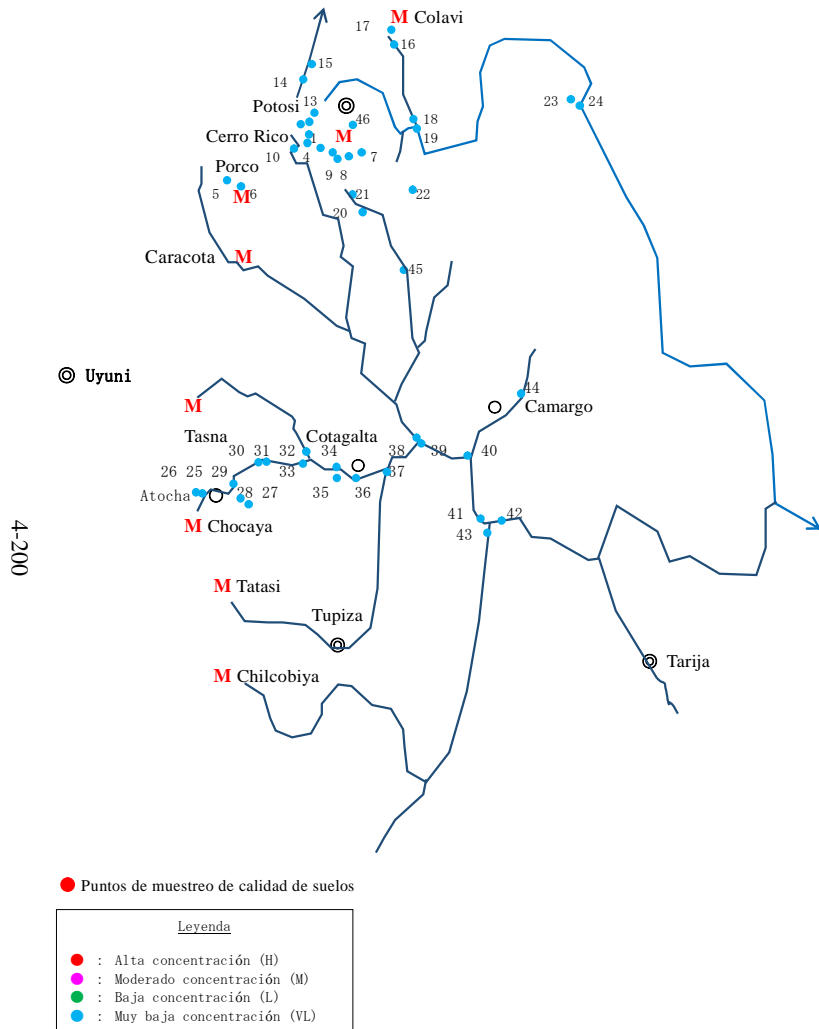 17
M Colavi
16
15
14
Potosi
13
46
18
23
24
Cerro Rico
1
M
19
10
4
7
Porco
9
8
5
6
M
21
22
20
Caracota
M
45
Uyuni
M
44
Camargo
Tasna
Cotagalta
30
31
32
34
38
39
40
26
25
29
33
37
Atocha
28
27
35
36
M Chocaya
41
42
43
4-200
M Tatasi
Tupiza
Tarija
M Chilcobiya
Puntos de muestreo de calidad de suelos
Leyenda
: Alta concentración (H)
: Moderado concentración (M)
: Baja concentración (L)
: Muy baja concentración (VL)